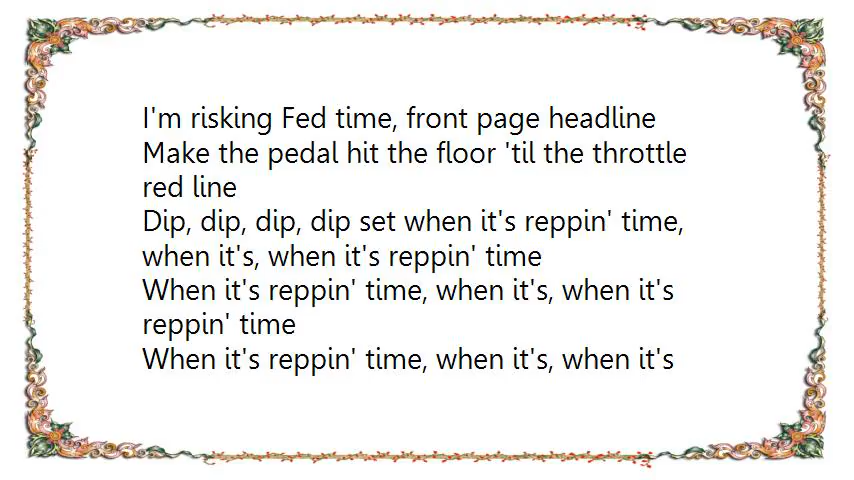 I'm risking Fed time, front page headline
Make the pedal hit the floor 'til the throttle
red line
Dip, dip, dip, dip set when it's reppin' time,
when it's, when it's reppin' time
When it's reppin' time, when it's, when it's
reppin' time
When it's reppin' time, when it's, when it's